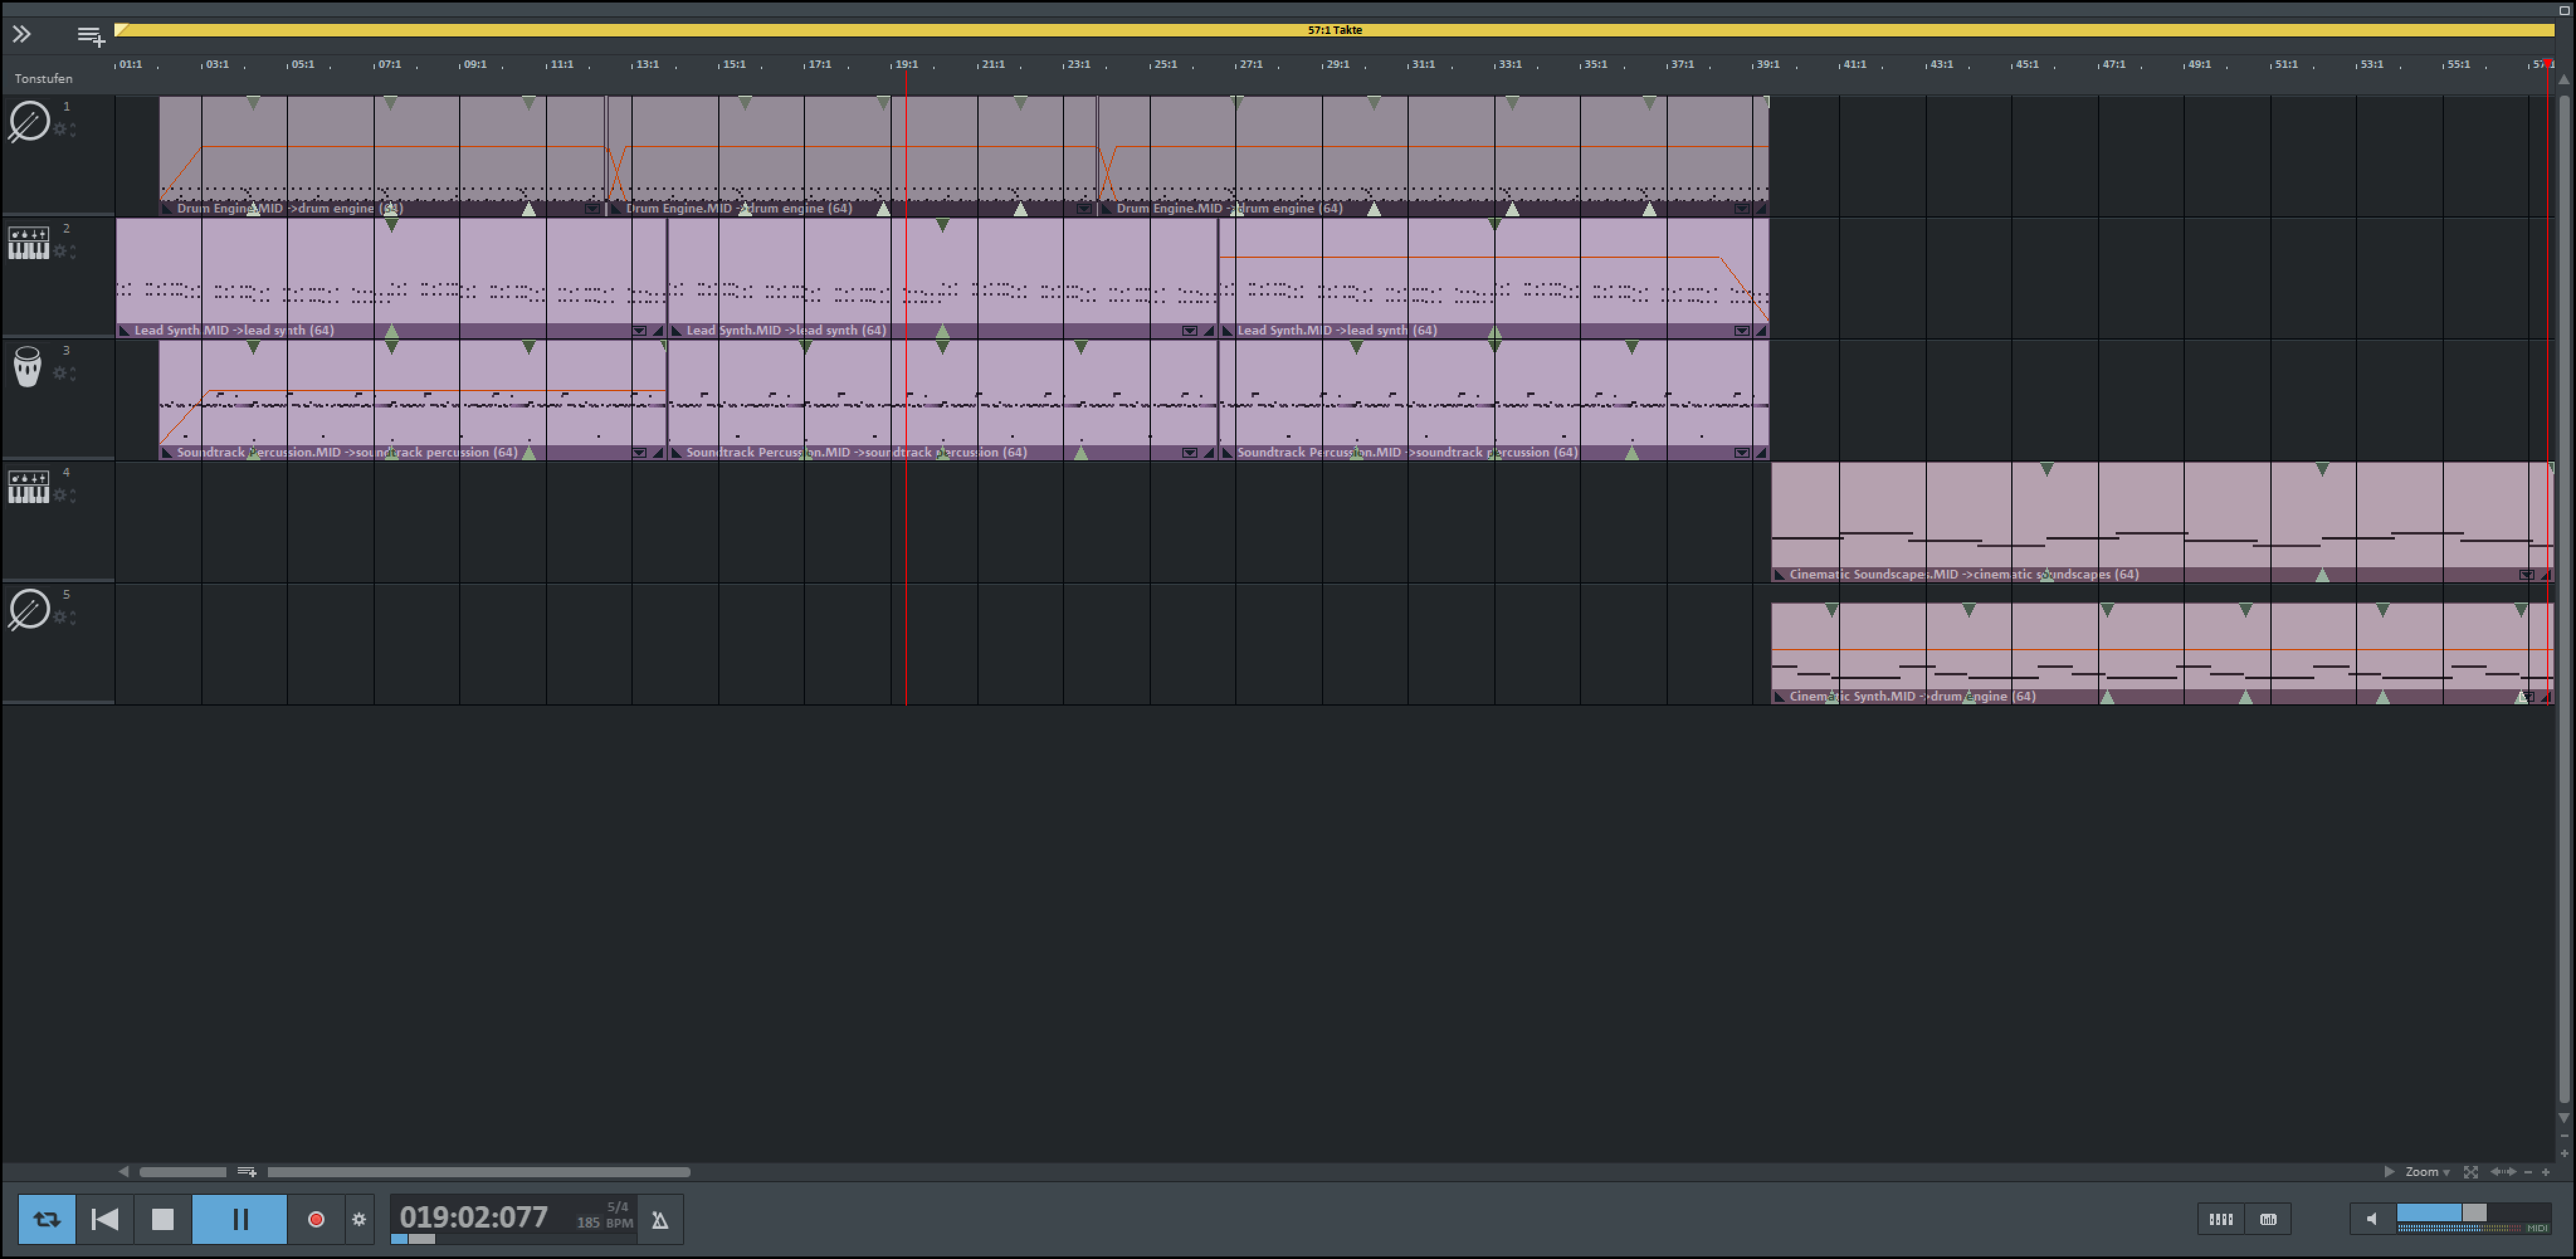 57:1 Takte
01:1 03:1 05:1 07:1 09:1 11:1 13:1 15:1 17:1 19:1 21:1 23:1 25:1 27:1 29:1 31:1 33:1 35:1 37:1 39:1 41:1 43:1 45:1 47:1 49:1 51:1 53:1 55:1 57:1
Tonstufen
1
Drum Engine.MID ->drum engine (64) Drum Engine.MID ->drum engine (64) Drum Engine.MID ->drum engine (64)
2
Lead Synth.MID ->lead synth (64) Lead Synth.MID ->lead synth (64) Lead Synth.MID ->lead synth (64)
3
Soundtrack Percussion.MID ->soundtrack percussion (64) Soundtrack Percussion.MID ->soundtrack percussion (64) Soundtrack Percussion.MID ->soundtrack percussion (64)
4
Cinematic Soundscapes.MID ->cinematic soundscapes (64)
5
Cinematic Synth.MID ->drum engine (64)
Zoom
019:02:077 5/4
185 BPM
MIDI